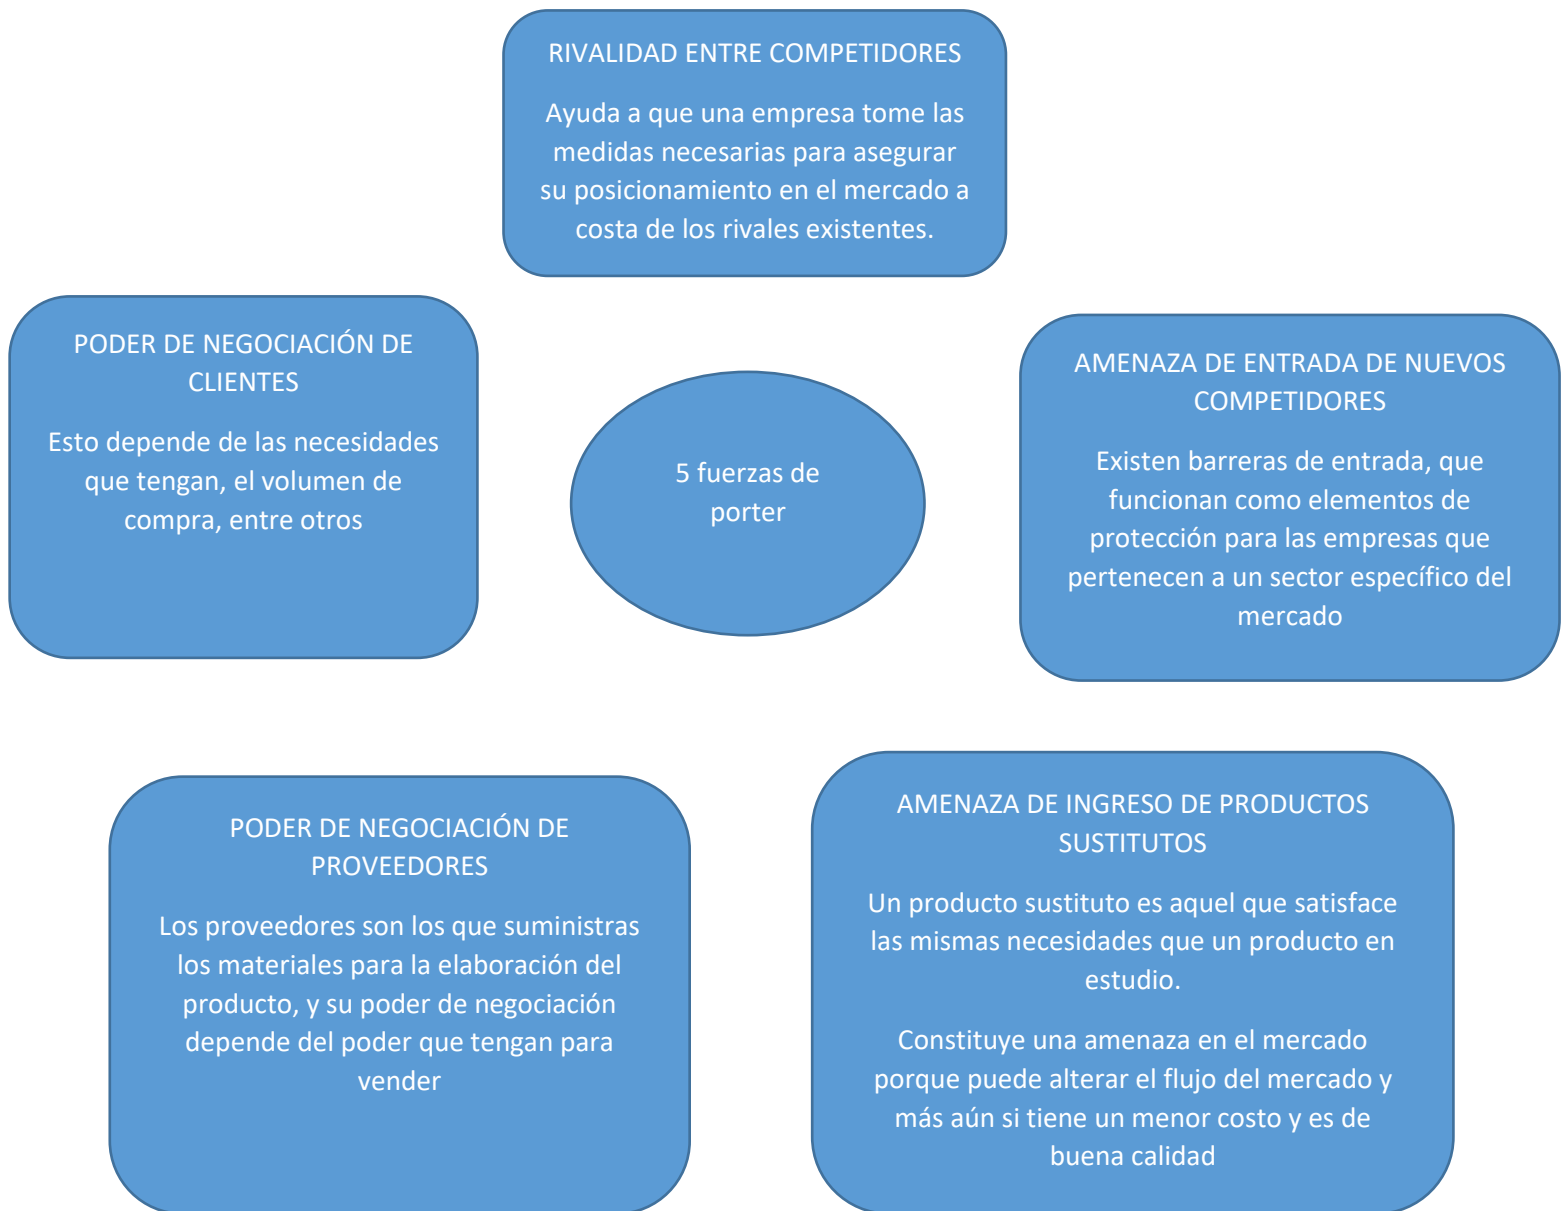 RIVALIDAD ENTRE COMPETIDORES
Ayuda a que una empresa tome las
medidas necesarias para asegurar
su posicionamiento en el mercado a
costa de los rivales existentes.
PODER DE NEGOCIACIÓN DE
CLIENTES
Esto depende de las necesidades
que tengan, el volumen de
compra, entre otros
5 fuerzas de
porter
AMENAZA DE ENTRADA DE NUEVOS
COMPETIDORES
Existen barreras de entrada, que
funcionan como elementos de
protección para las empresas que
pertenecen a un sector específico del
mercado
PODER DE NEGOCIACIÓN DE
PROVEEDORES
Los proveedores son los que suministras
los materiales para la elaboración del
producto, y su poder de negociación
depende del poder que tengan para
vender
AMENAZA DE INGRESO DE PRODUCTOS
SUSTITUTOS
Un producto sustituto es aquel que satisface
las mismas necesidades que un producto en
estudio.
Constituye una amenaza en el mercado
porque puede alterar el flujo del mercado y
más aún si tiene un menor costo y es de
buena calidad